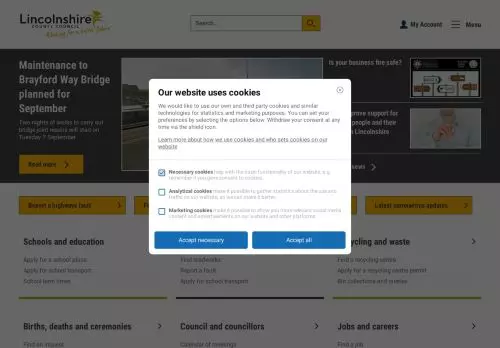 Lincolnshire
COUNTY COUNCIL
Working for a better future
Search...
My Account
Menu
Maintenance to
Brayford Way Bridge
planned for
September
Two nights of works to carry out
bridge joint repairs will start on
Tuesday 7 September
Read more
Is your business fire safe?
prove support for
people and their
n Lincolnshire
news
Our website uses cookies
We would like to use our own and third party cookies and similar
technologies for statistics and marketing purposes. You can set your
preferences by selecting the options below. Withdraw your consent at any
time via the shield icon.
Learn more about how we use cookies and who sets cookies on our
website
Necessary cookies help with the basic functionality of our website, e.g.
remember if you gave consent to cookies.
Analytical cookies make it possible to gather statistics about the use and
traffic on our website, so we can make it better.
Marketing cookies make it possible to show you more relevant social media
content and advertisements on our website and other platforms.
Accept necessary
Accept all
Report a highways fault
Latest coronavirus updates
Schools and education
Apply for a school place
Apply for school transport
School term times
Find roadworks
Report a fault
Apply for school transport
cycling and waste
Find a recycling centre
Apply for a recycling centre permit
Bin collections and queries
Births, deaths and ceremonies
Find an register
Council and councillors
Calendar of meetings
Jobs and careers
Find a job